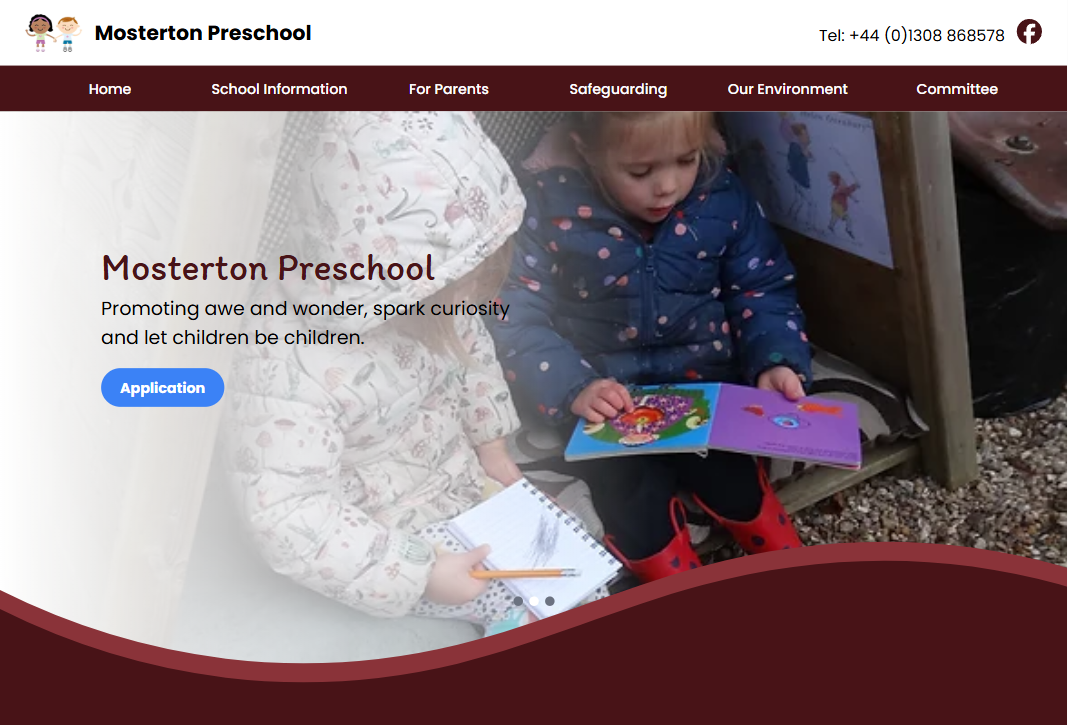 Mosterton Preschool
Tel: +44 (0)1308 868578
Home School Information For Parents Safeguarding Our Environment Committee
Mosterton Preschool
Promoting awe and wonder, spark curiosity
and let children be children.
Application